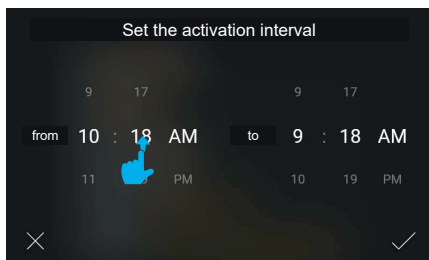 Set the activation interval
9 17 9 17
from 10 : 18 AM to 9 : 18 AM
11 PM 10 19 PM